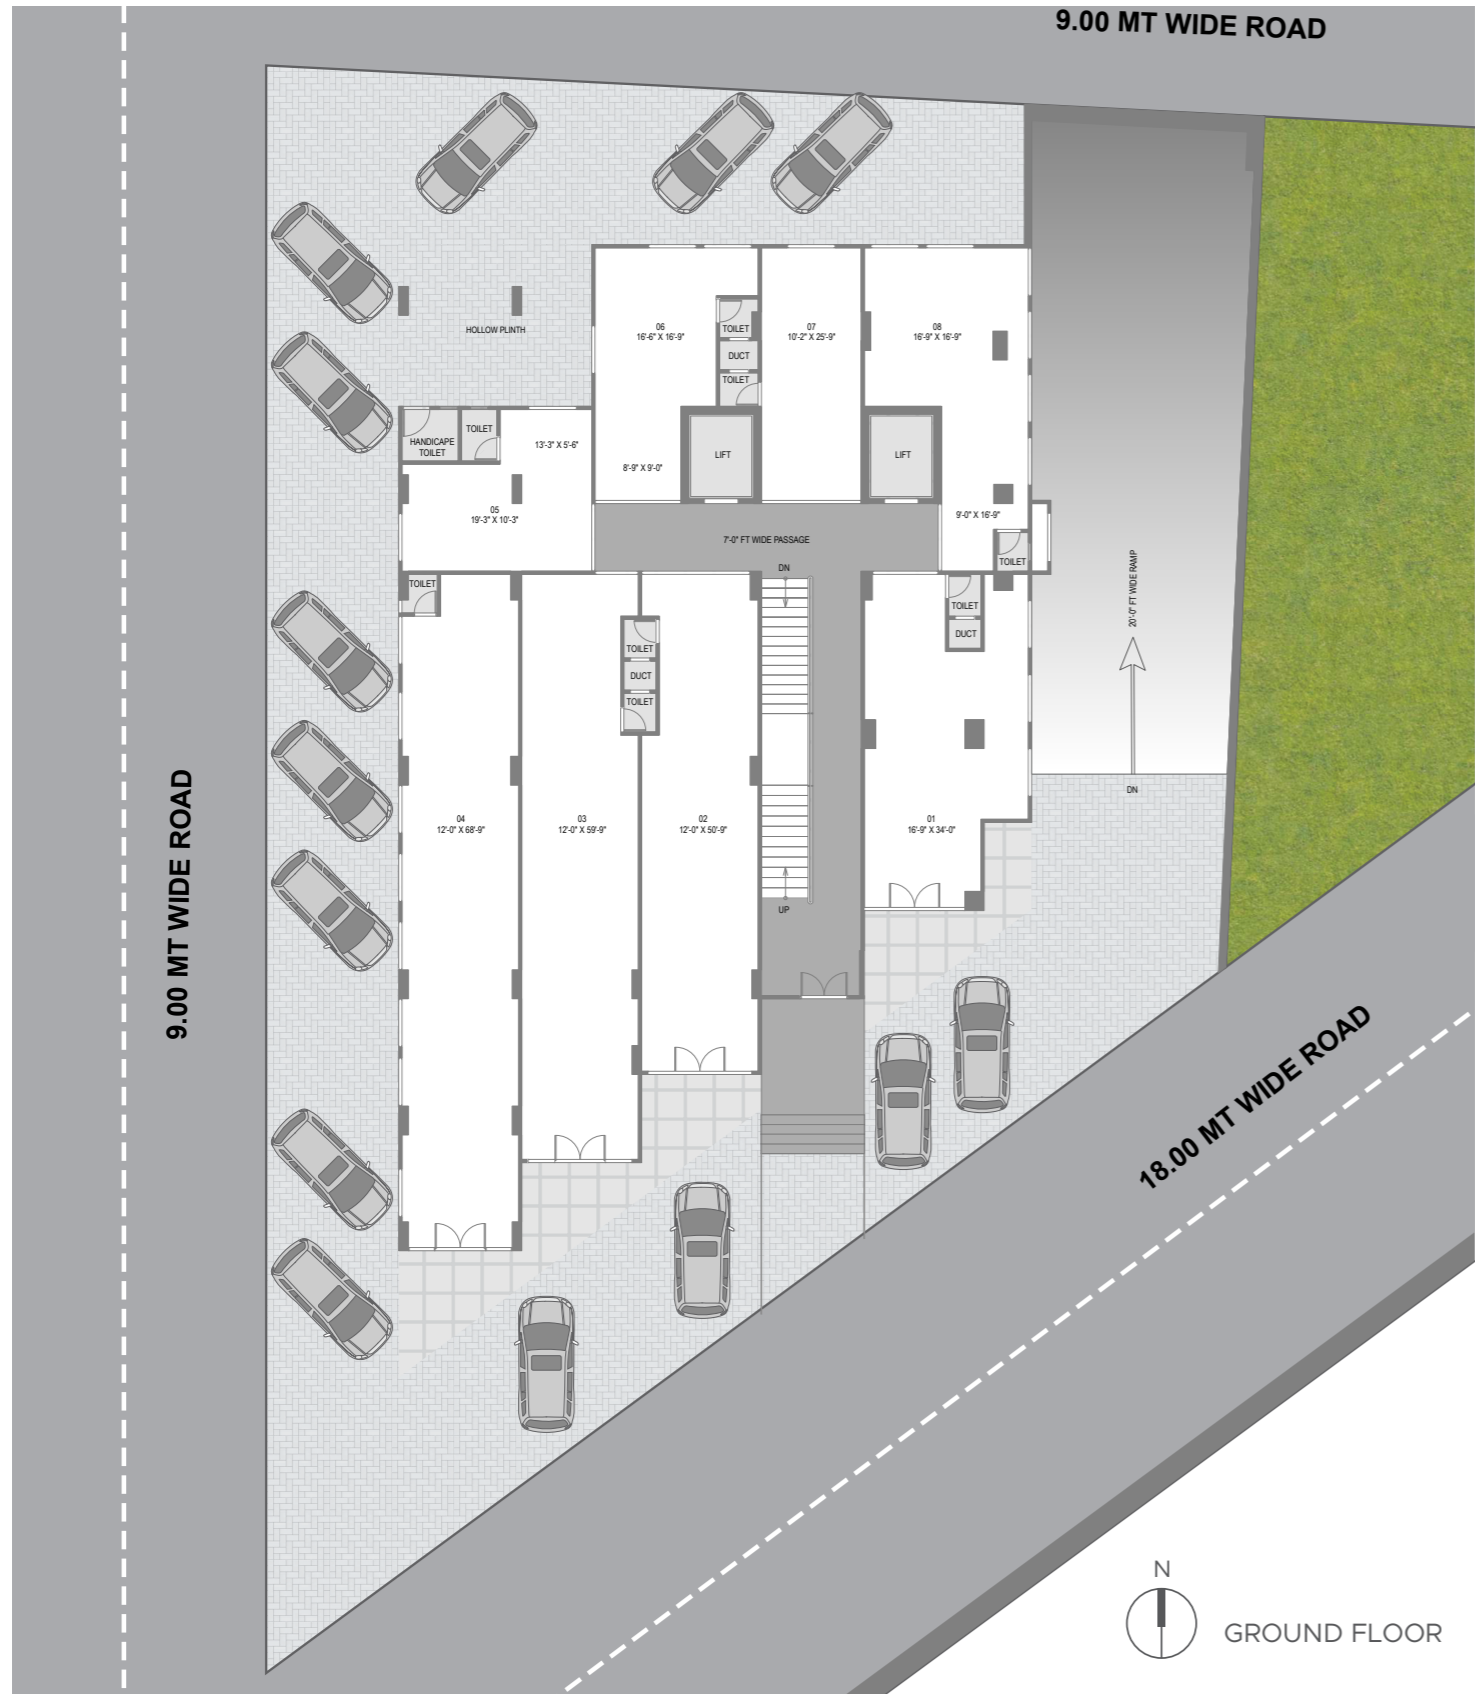 9.00 MT WIDE ROAD
HOLLOW PLINTH
06
16'-6" X 16'-9"
TOILET
DUCT
TOILET
07
10'-2" X 25'-9"
08
16'-9" X 16'-9"
HANDICAPE
TOILET
TOILET
13'-3" X 5'-6"
8'-9" X 9'-0"
LIFT
LIFT
05
19'-3" X 10'-3"
9'-0" X 16'-9"
7'-0" FT WIDE PASSAGE
DN
TOILET
20'-0" FT WIDE RAMP
TOILET
TOILET
DUCT
TOILET
DUCT
TOILET
DN
04
12'-0" X 68'-9"
03
12'-0" X 59'-9"
02
12'-0" X 50'-9"
01
16'-9" X 34'-0"
UP
9.00 MT WIDE ROAD
18.00 MT WIDE ROAD
N
GROUND FLOOR